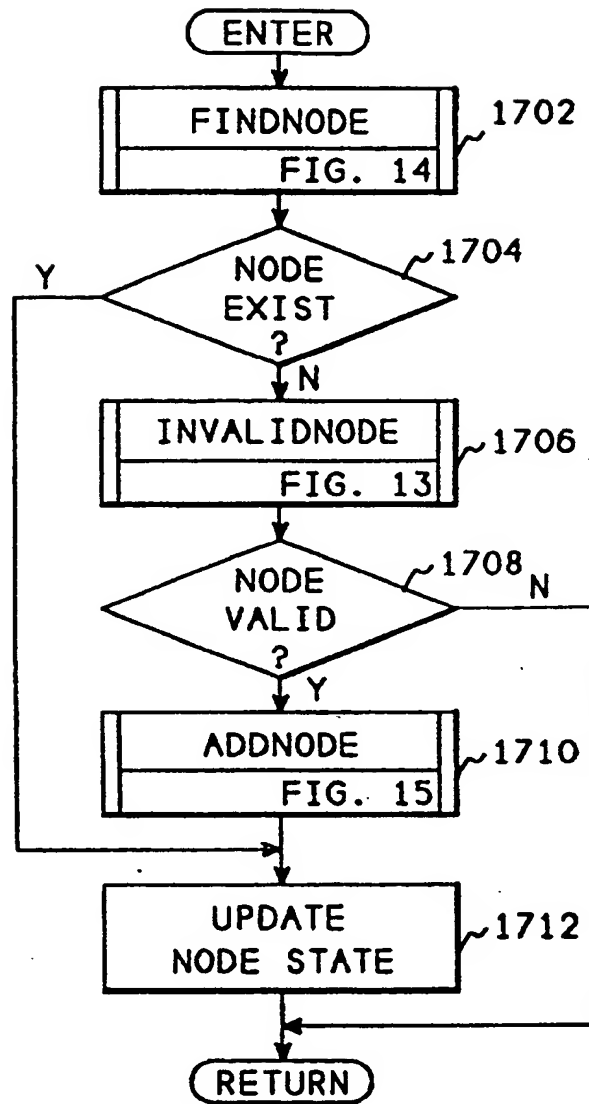 ENTER
FINDNODE
FIG. 14
1702
NODE
EXIST
?
1704
Y
N
INVALIDNODE
FIG. 13
1706
NODE
VALID
?
1708
N
Y
ADDNODE
FIG. 15
1710
UPDATE
NODE STATE
1712
RETURN